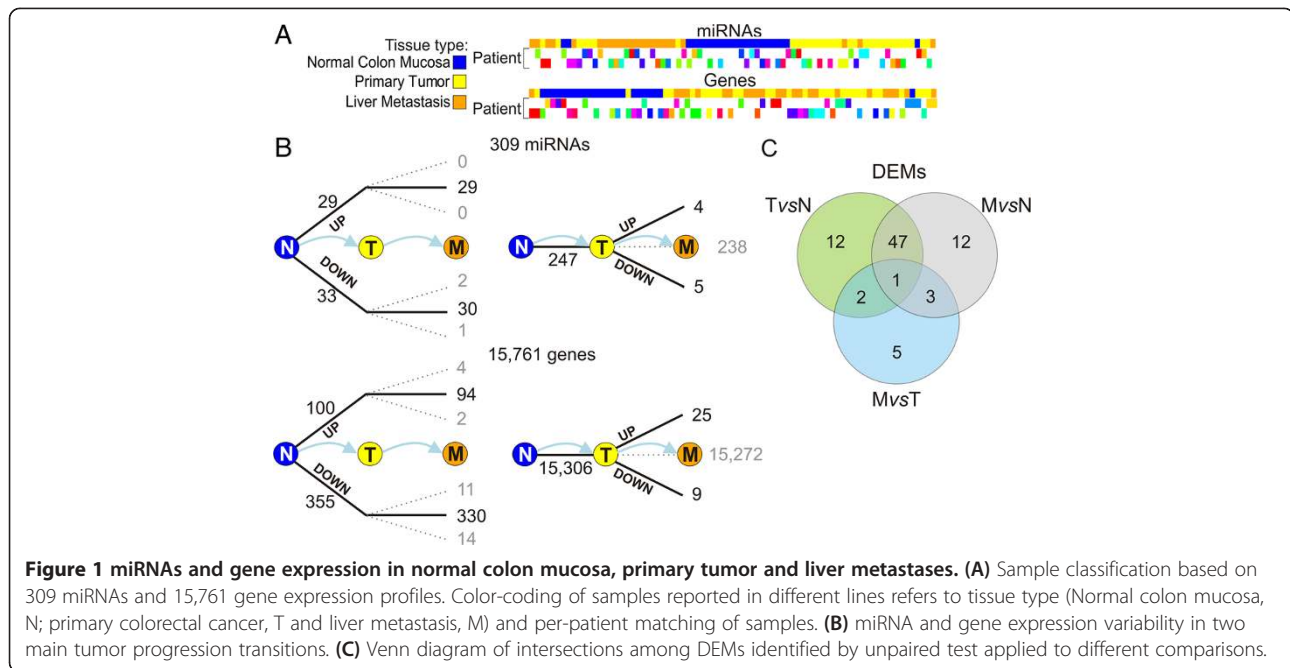 A
miRNAs
Tissue type:
Normal Colon Mucosa
Primary Tumor
Liver Metastasis
Patient
Genes
Patient
B
309 miRNAs
0
29
0
29
UP
N
T
M
DOWN
33
2
30
1
4
UP
N
T
M
238
247
DOWN
5
15,761 genes
4
94
2
100
UP
N
T
M
DOWN
355
11
330
14
25
UP
N
T
M
15,272
15,306
DOWN
9
C
DEMs
TvsN
MvsN
12
47
12
1
2
3
5
MvsT
Figure 1 miRNAs and gene expression in normal colon mucosa, primary tumor and liver metastases. (A) Sample classification based on
309 miRNAs and 15,761 gene expression profiles. Color-coding of samples reported in different lines refers to tissue type (Normal colon mucosa,
N; primary colorectal cancer, T and liver metastasis, M) and per-patient matching of samples. (B) miRNA and gene expression variability in two
main tumor progression transitions. (C) Venn diagram of intersections among DEMs identified by unpaired test applied to different comparisons.